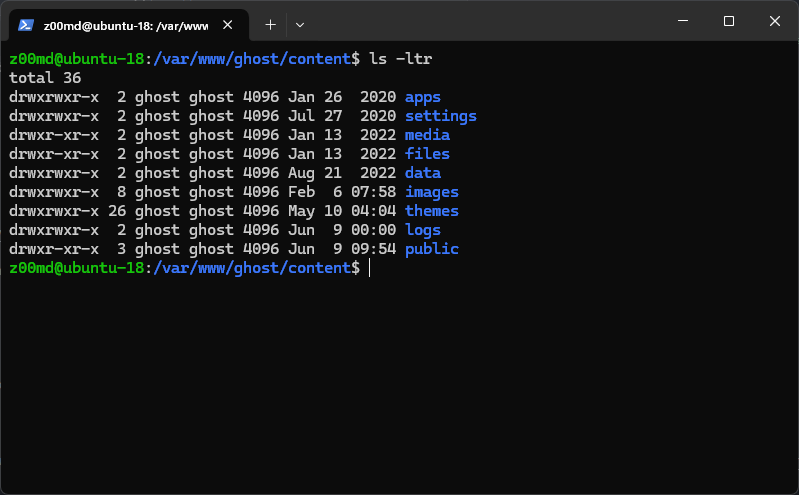 z00md@ubuntu-18: /var/www
z00md@ubuntu-18:/var/www/ghost/content$ ls -ltr
total 36
drwxrwxr-x  2 ghost ghost 4096 Jan 26  2020 apps
drwxrwxr-x  2 ghost ghost 4096 Jul 27  2020 settings
drwxr-xr-x  2 ghost ghost 4096 Jan 13  2022 media
drwxr-xr-x  2 ghost ghost 4096 Jan 13  2022 files
drwxrwxr-x  2 ghost ghost 4096 Aug 21  2022 data
drwxrwxr-x  8 ghost ghost 4096 Feb  6 07:58 images
drwxrwxr-x 26 ghost ghost 4096 May 10 04:04 themes
drwxrwxr-x  2 ghost ghost 4096 Jun  9 00:00 logs
drwxr-xr-x  3 ghost ghost 4096 Jun  9 09:54 public
z00md@ubuntu-18:/var/www/ghost/content$